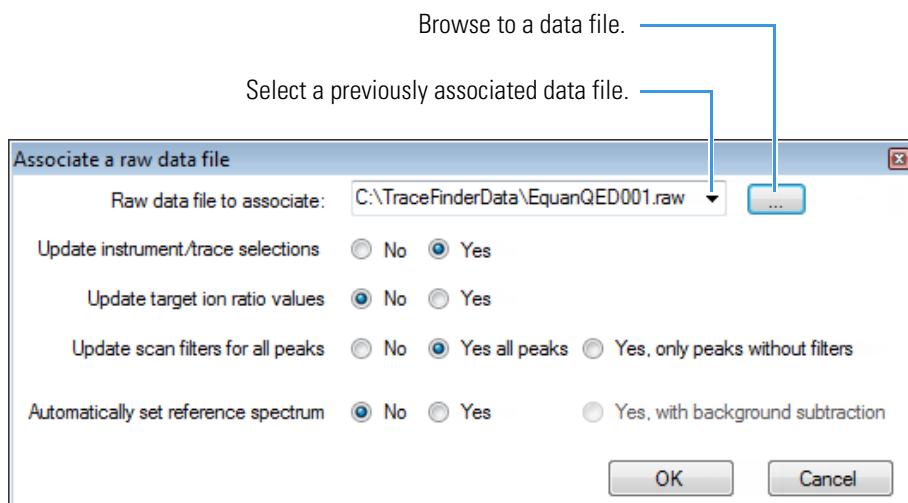 Browse to a data file.
Select a previously associated data file.
Associate a raw data file
Raw data file to associate: C:\TraceFinderData\EquanQED001.raw ...
Update instrument/trace selections No Yes
Update target ion ratio values No Yes
Update scan filters for all peaks No Yes all peaks Yes, only peaks without filters
Automatically set reference spectrum No Yes Yes, with background subtraction
OK Cancel